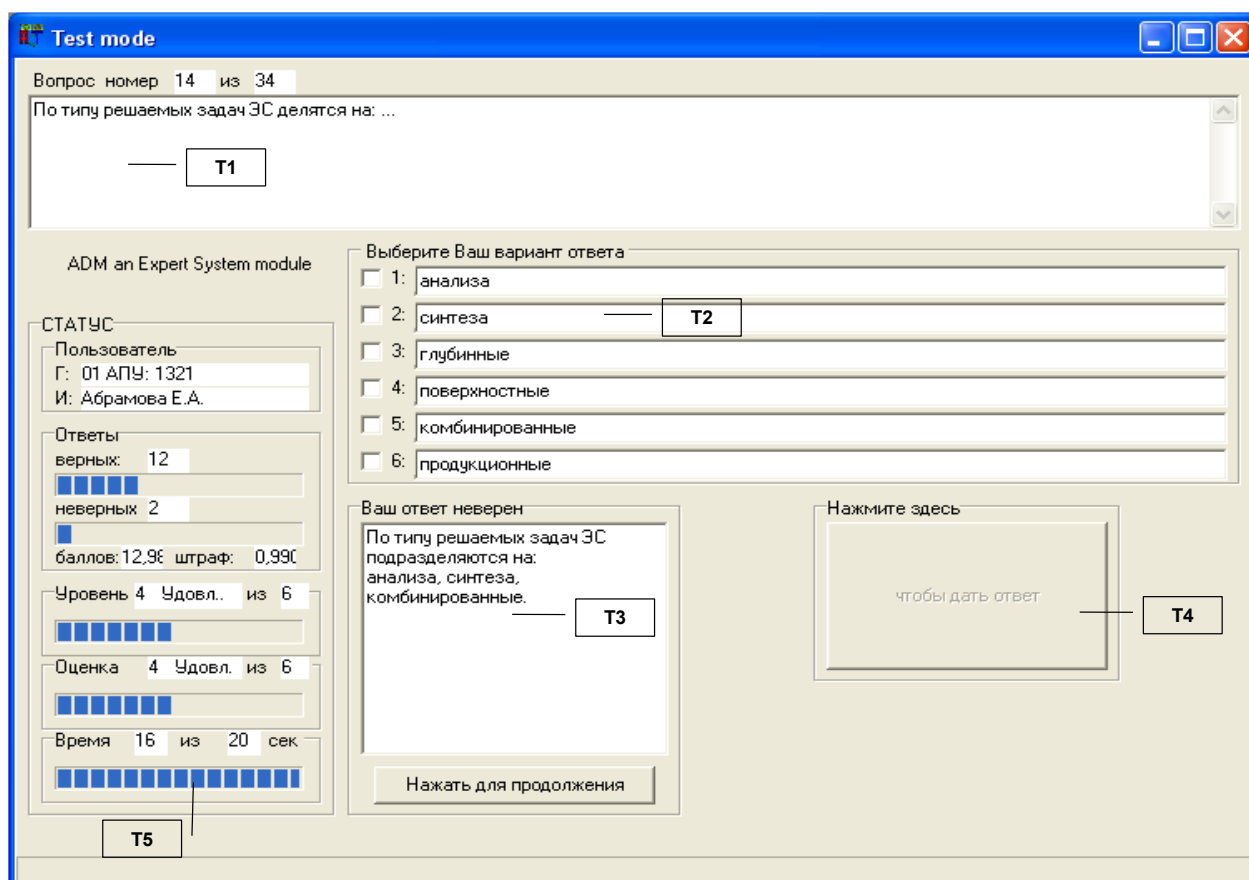 Test mode
Вопрос номер 14 из 34
По типу решаемых задач ЭС делятся на: ...
T1
ADM an Expert System module
СТАТУС
Пользователь
Г: 01 АПУ: 1321
И: Абрамова Е.А.
Ответы
верных: 12
неверных 2
баллов: 12,98 штраф: 0,990
Уровень 4 Удовл.. из 6
Оценка 4 Удовл. из 6
Время 16 из 20 сек
T5
Выберите Ваш вариант ответа
1: анализа
2: синтеза
T2
3: глубинные
4: поверхностные
5: комбинированные
6: продукционные
Ваш ответ неверен
По типу решаемых задач ЭС
подразделяются на:
анализа, синтеза,
комбинированные.
T3
Нажать для продолжения
Нажмите здесь
чтобы дать ответ
T4